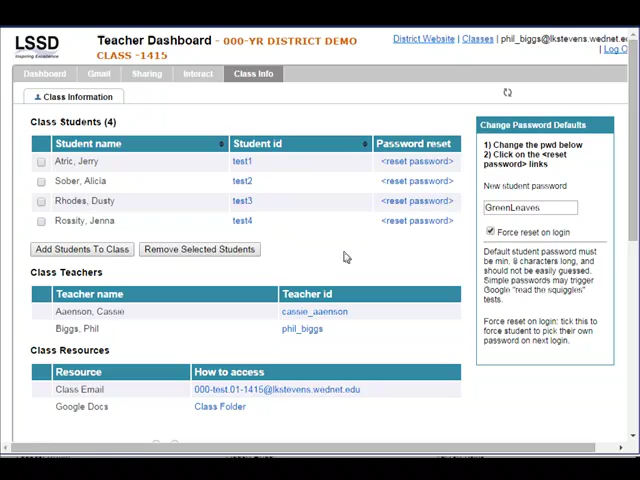 LSSD
Inspiring Excellence
Teacher Dashboard - 000-YR DISTRICT DEMO
CLASS -1415
District Website | Classes | phil_biggs@lkstevens.wednet.edu
| Log O
Dashboard Gmail Sharing Interact Class Info
Class Information
Class Students (4)
Student name Student id Password reset
Atric, Jerry test1 <reset password>
Sober, Alicia test2 <reset password>
Rhodes, Dusty test3 <reset password>
Rossity, Jenna test4 <reset password>
Add Students To Class Remove Selected Students
Class Teachers
Teacher name Teacher id
Aaenson, Cassie cassie_aaenson
Biggs, Phil phil_biggs
Class Resources
Resource How to access
Class Email 000-test.01-1415@lkstevens.wednet.edu
Google Docs Class Folder
Change Password Defaults
1) Change the pwd below
2) Click on the <reset
password> links
New student password
GreenLeaves
Force reset on login
Default student password must
be min. 8 characters long, and
should not be easily guessed.
Simple passwords may trigger
Google "read the squiggles"
tests.
Force reset on login: tick this to
force student to pick their own
password on next login.